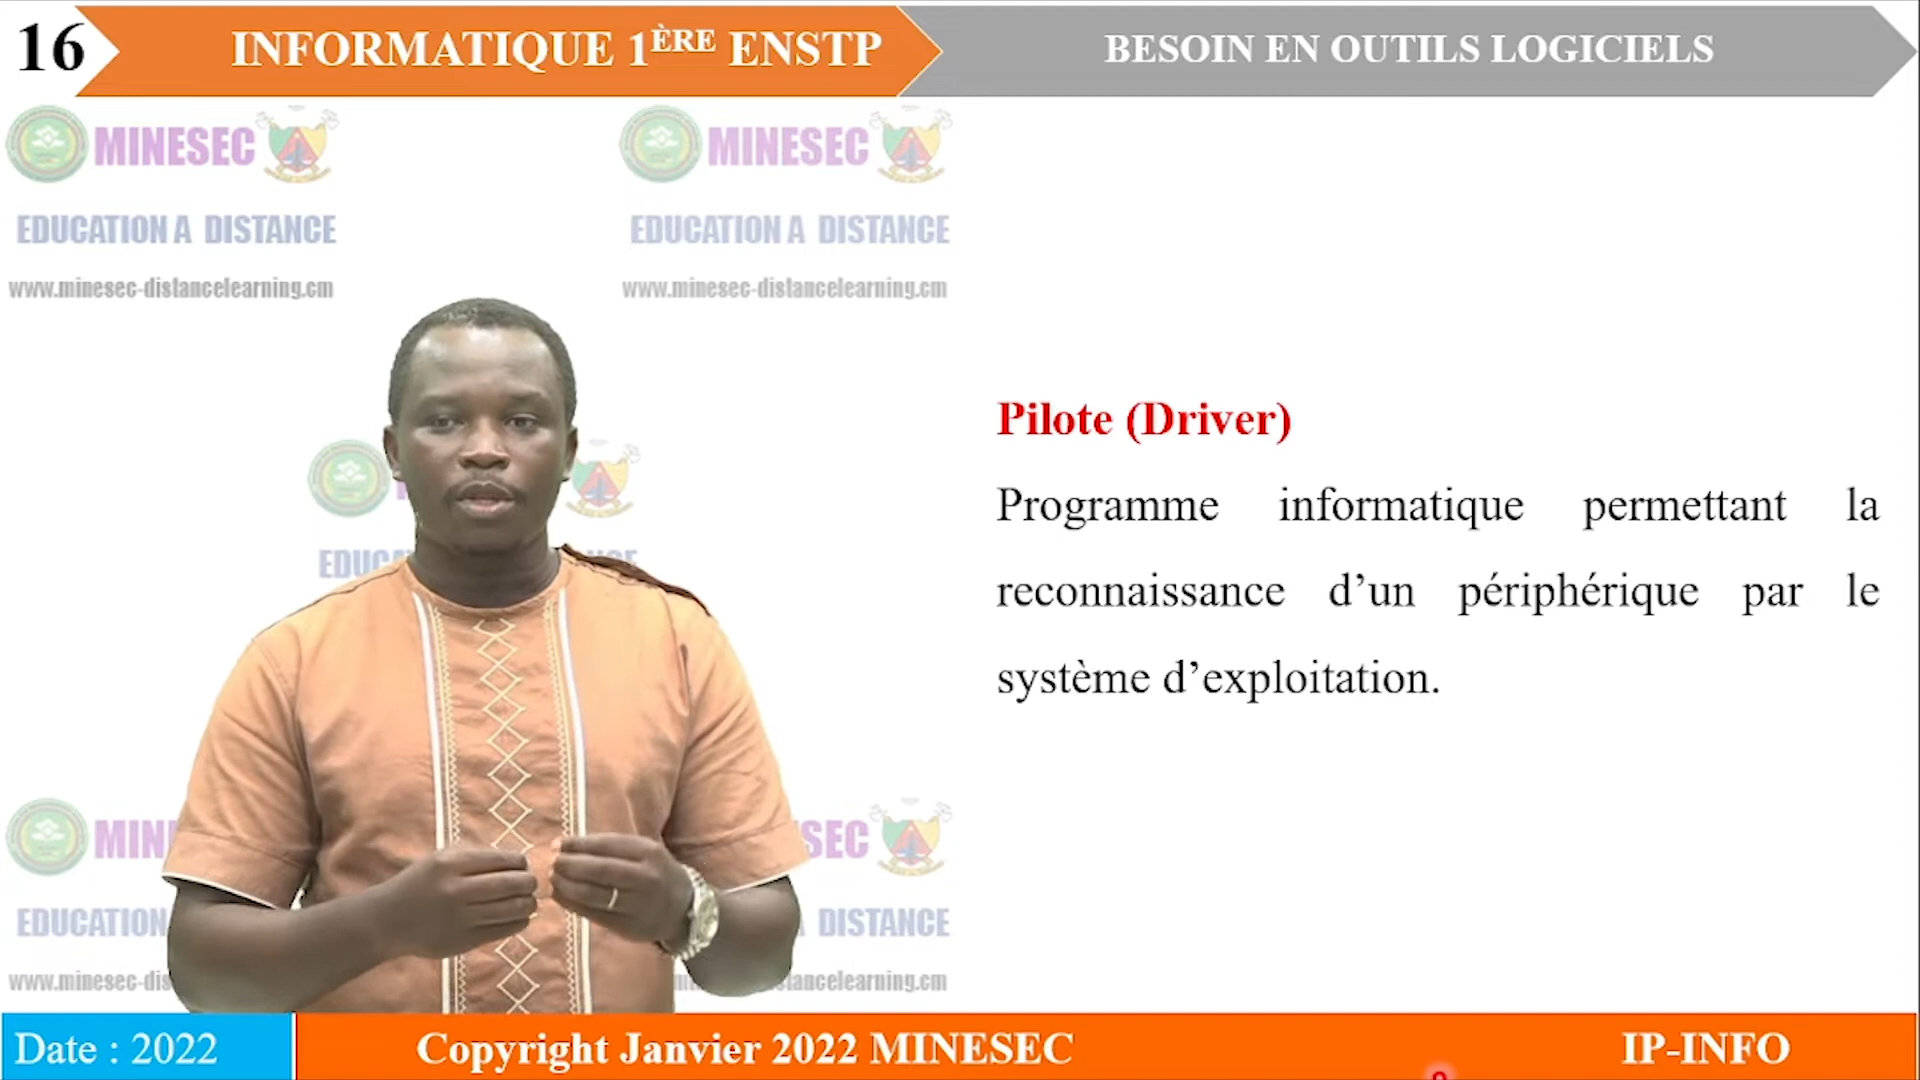 16
INFORMATIQUE 1ÈRE ENSTP
BESOIN EN OUTILS LOGICIELS
MINESEC
EDUCATION A DISTANCE
www.minesec-distancelearning.cm
MINESEC
EDUCATION A DISTANCE
www.minesec-distancelearning.cm
Pilote (Driver)
Programme informatique permettant la
reconnaissance d’un périphérique par le
système d’exploitation.
EDUCATION
DISTANCE
Date : 2022
Copyright Janvier 2022 MINESEC
IP-INFO